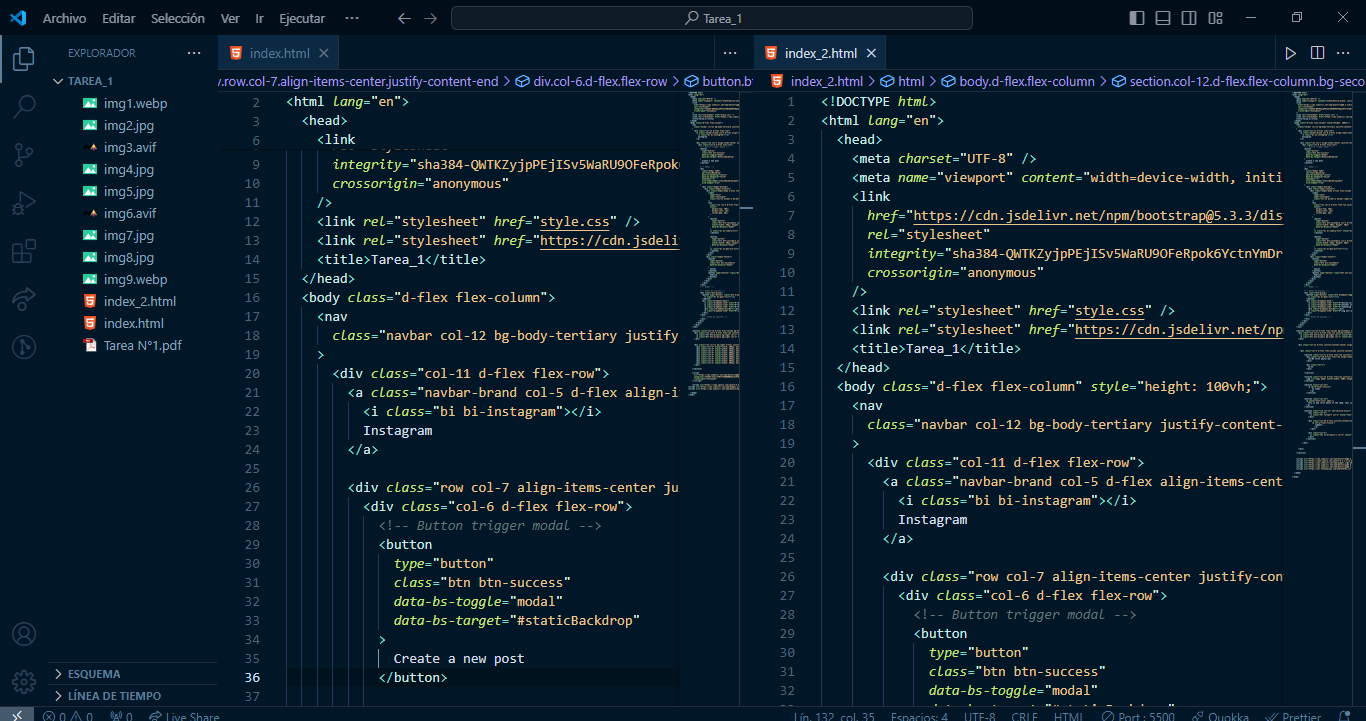 Archivo Editar Selección Ver Ir Ejecutar ···
Tarea_1
EXPLORADOR ···
TAREA_1
img1.webp
img2.jpg
img3.avif
img4.jpg
img5.jpg
img6.avif
img7.jpg
img8.jpg
img9.webp
index_2.html
index.html
Tarea N°1.pdf
ESQUEMA
LÍNEA DE TIEMPO
index.html
v.row.col-7.align-items-center.justify-content-end > div.col-6.d-flex.flex-row > button.b
2 <html lang="en">
3 <head>
6 <link
9 integrity="sha384-QWTKZyjpPEjISv5WaRU9OFeRpok
10 crossorigin="anonymous"
11 />
12 <link rel="stylesheet" href="style.css" />
13 <link rel="stylesheet" href="https://cdn.jsdeli
14 <title>Tarea_1</title>
15 </head>
16 <body class="d-flex flex-column">
17 <nav
18 class="navbar col-12 bg-body-tertiary justify
19 >
20 <div class="col-11 d-flex flex-row">
21 <a class="navbar-brand col-5 d-flex align-i
22 <i class="bi bi-instagram"></i>
23 Instagram
24 </a>
25
26 <div class="row col-7 align-items-center ju
27 <div class="col-6 d-flex flex-row">
28 <!-- Button trigger modal -->
29 <button
30 type="button"
31 class="btn btn-success"
32 data-bs-toggle="modal"
33 data-bs-target="#staticBackdrop"
34 >
35 Create a new post
36 </button>
37
index_2.html
index_2.html > html > body.d-flex.flex-column > section.col-12.d-flex.flex-column.bg-seco
1 <!DOCTYPE html>
2 <html lang="en">
3 <head>
4 <meta charset="UTF-8" />
5 <meta name="viewport" content="width=device-width, initi
6 <link
7 href="https://cdn.jsdelivr.net/npm/bootstrap@5.3.3/dis
8 rel="stylesheet"
9 integrity="sha384-QWTKZyjpPEjISv5WaRU9OFeRpok6YctnYmDr
10 crossorigin="anonymous"
11 />
12 <link rel="stylesheet" href="style.css" />
13 <link rel="stylesheet" href="https://cdn.jsdelivr.net/np
14 <title>Tarea_1</title>
15 </head>
16 <body class="d-flex flex-column" style="height: 100vh;">
17 <nav
18 class="navbar col-12 bg-body-tertiary justify-content-
19 >
20 <div class="col-11 d-flex flex-row">
21 <a class="navbar-brand col-5 d-flex align-items-cent
22 <i class="bi bi-instagram"></i>
23 Instagram
24 </a>
25
26 <div class="row col-7 align-items-center justify-con
27 <div class="col-6 d-flex flex-row">
28 <!-- Button trigger modal -->
29 <button
30 type="button"
31 class="btn btn-success"
32 data-bs-toggle="modal"
0 0 0 Live Share Lín. 132, col. 35 Espacios: 4 UTF-8 CRLF HTML Port : 5500 Quokka Prettier